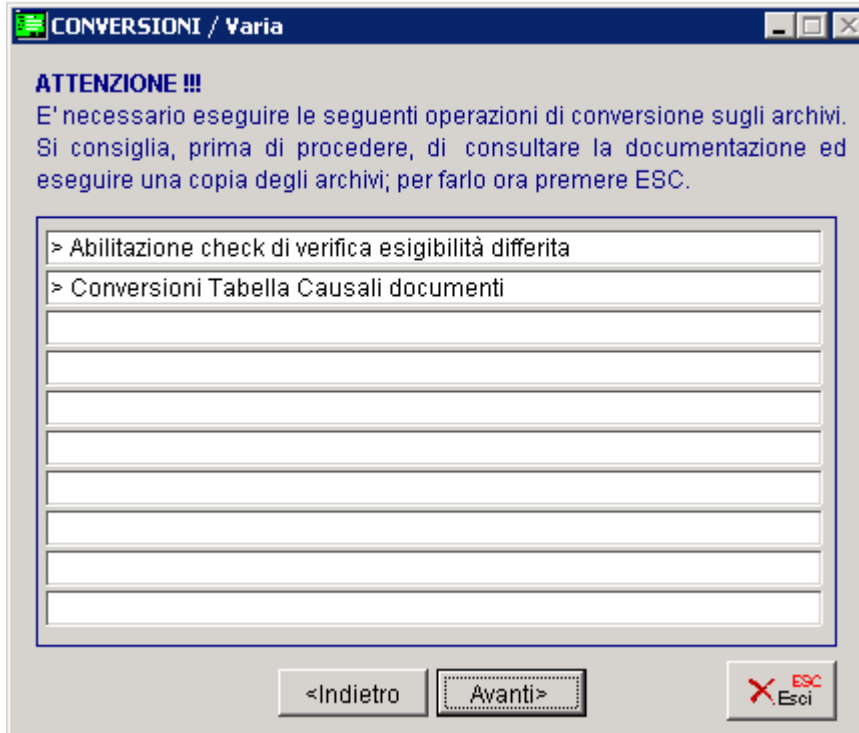 CONVERSIONI / Varia
ATTENZIONE !!!
E' necessario eseguire le seguenti operazioni di conversione sugli archivi.
Si consiglia, prima di procedere, di consultare la documentazione ed
eseguire una copia degli archivi; per farlo ora premere ESC.
> Abilitazione check di verifica esigibilità differita
> Conversioni Tabella Causali documenti
<Indietro
Avanti>
ESC
Esci